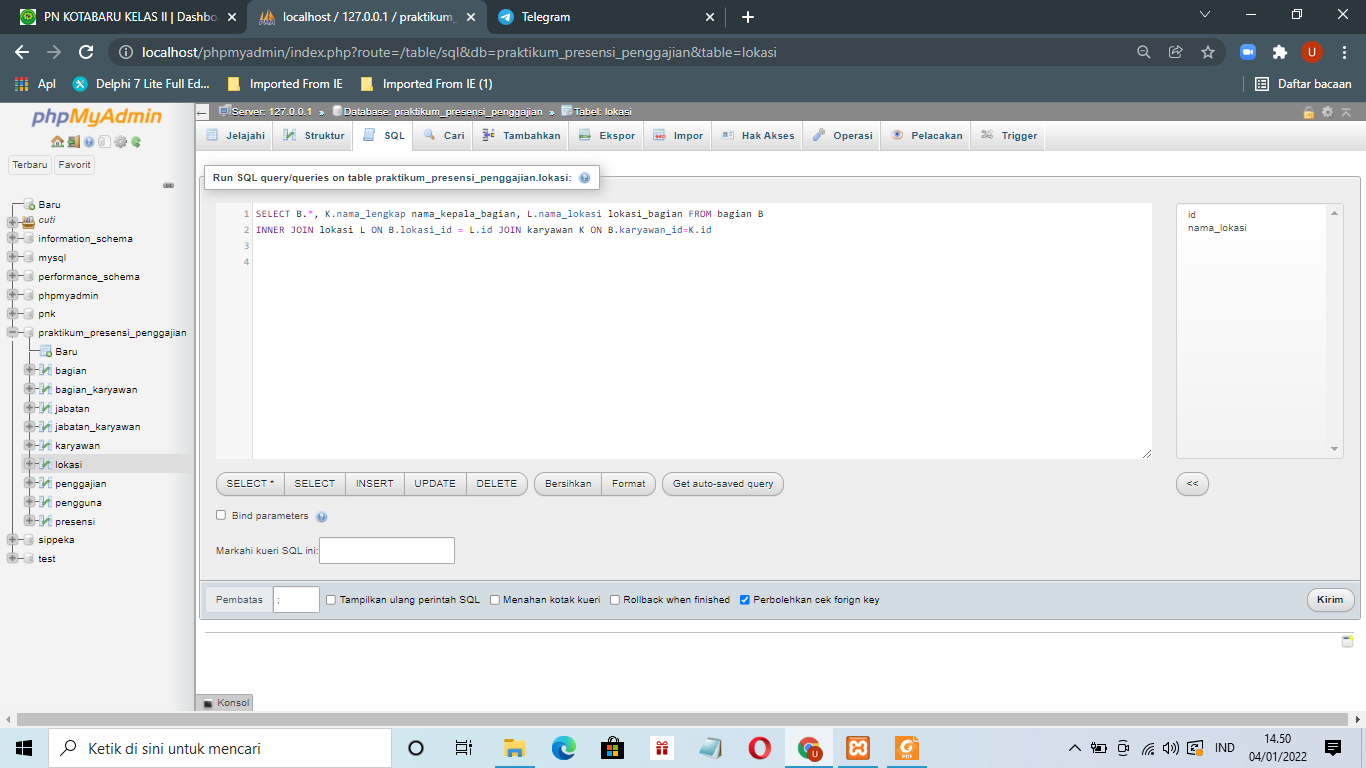 PN KOTABARU KELAS II | Dashbo
localhost / 127.0.0.1 / praktikum_
Telegram
localhost/phpmyadmin/index.php?route=/table/sql&db=praktikum_presensi_penggajian&table=lokasi
U
Apl
Delphi 7 Lite Full Ed...
Imported From IE
Imported From IE (1)
Daftar bacaan
phpMyAdmin
Terbaru
Favorit
Baru
cuti
information_schema
mysql
performance_schema
phpmyadmin
pnk
praktikum_presensi_penggajian
Baru
bagian
bagian_karyawan
jabatan
jabatan_karyawan
karyawan
lokasi
penggajian
pengguna
presensi
sippeka
test
Server: 127.0.0.1 » Database: praktikum_presensi_penggajian » Tabel: lokasi
Jelajahi
Struktur
SQL
Cari
Tambahkan
Ekspor
Impor
Hak Akses
Operasi
Pelacakan
Trigger
Run SQL query/queries on table praktikum_presensi_penggajian.lokasi:
1 SELECT B.*, K.nama_lengkap nama_kepala_bagian, L.nama_lokasi lokasi_bagian FROM bagian B
2 INNER JOIN lokasi L ON B.lokasi_id = L.id JOIN karyawan K ON B.karyawan_id=K.id
3
4
id
nama_lokasi
SELECT *
SELECT
INSERT
UPDATE
DELETE
Bersihkan
Format
Get auto-saved query
<<
Bind parameters
Markahi kueri SQL ini:
Pembatas
;
Tampilkan ulang perintah SQL
Menahan kotak kueri
Rollback when finished
Perbolehkan cek forign key
Kirim
Konsol
Ketik di sini untuk mencari
U
PDF
IND
14.50
04/01/2022